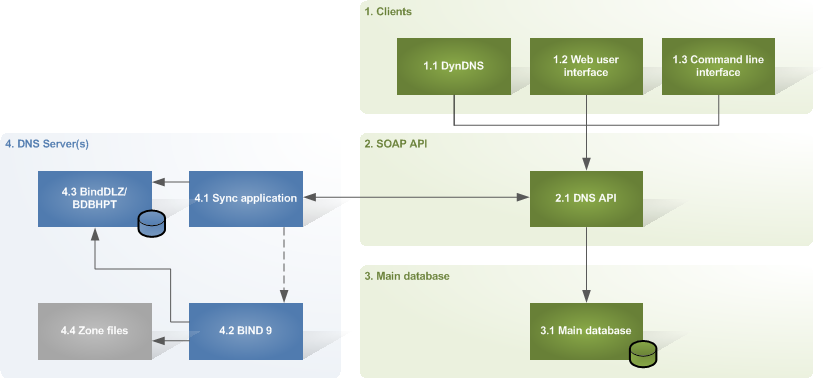 1. Clients
1.1 DynDNS
1.2 Web user
interface
1.3 Command line
interface
4. DNS Server(s)
2. SOAP API
4.3 BindDLZ/
BDBHPT
4.1 Sync application
2.1 DNS API
3. Main database
4.4 Zone files
4.2 BIND 9
3.1 Main database